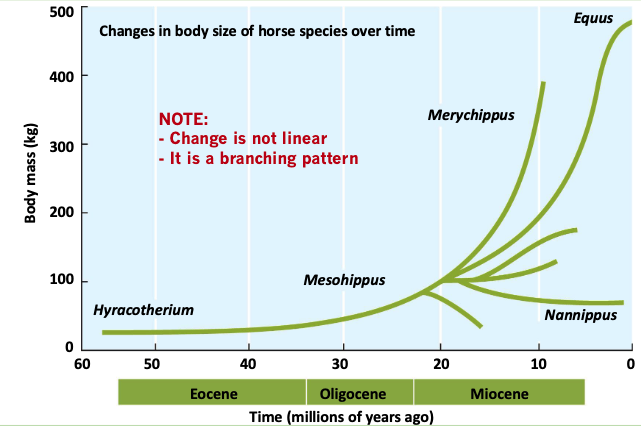 Changes in body size of horse species over time
NOTE:
- Change is not linear
- It is a branching pattern
Body mass (kg)
500
400
300
200
100
0
Equus
Merychippus
Mesohippus
Hyracotherium
Nannippus
60 50 40 30 20 10 0
Eocene Oligocene Miocene
Time (millions of years ago)